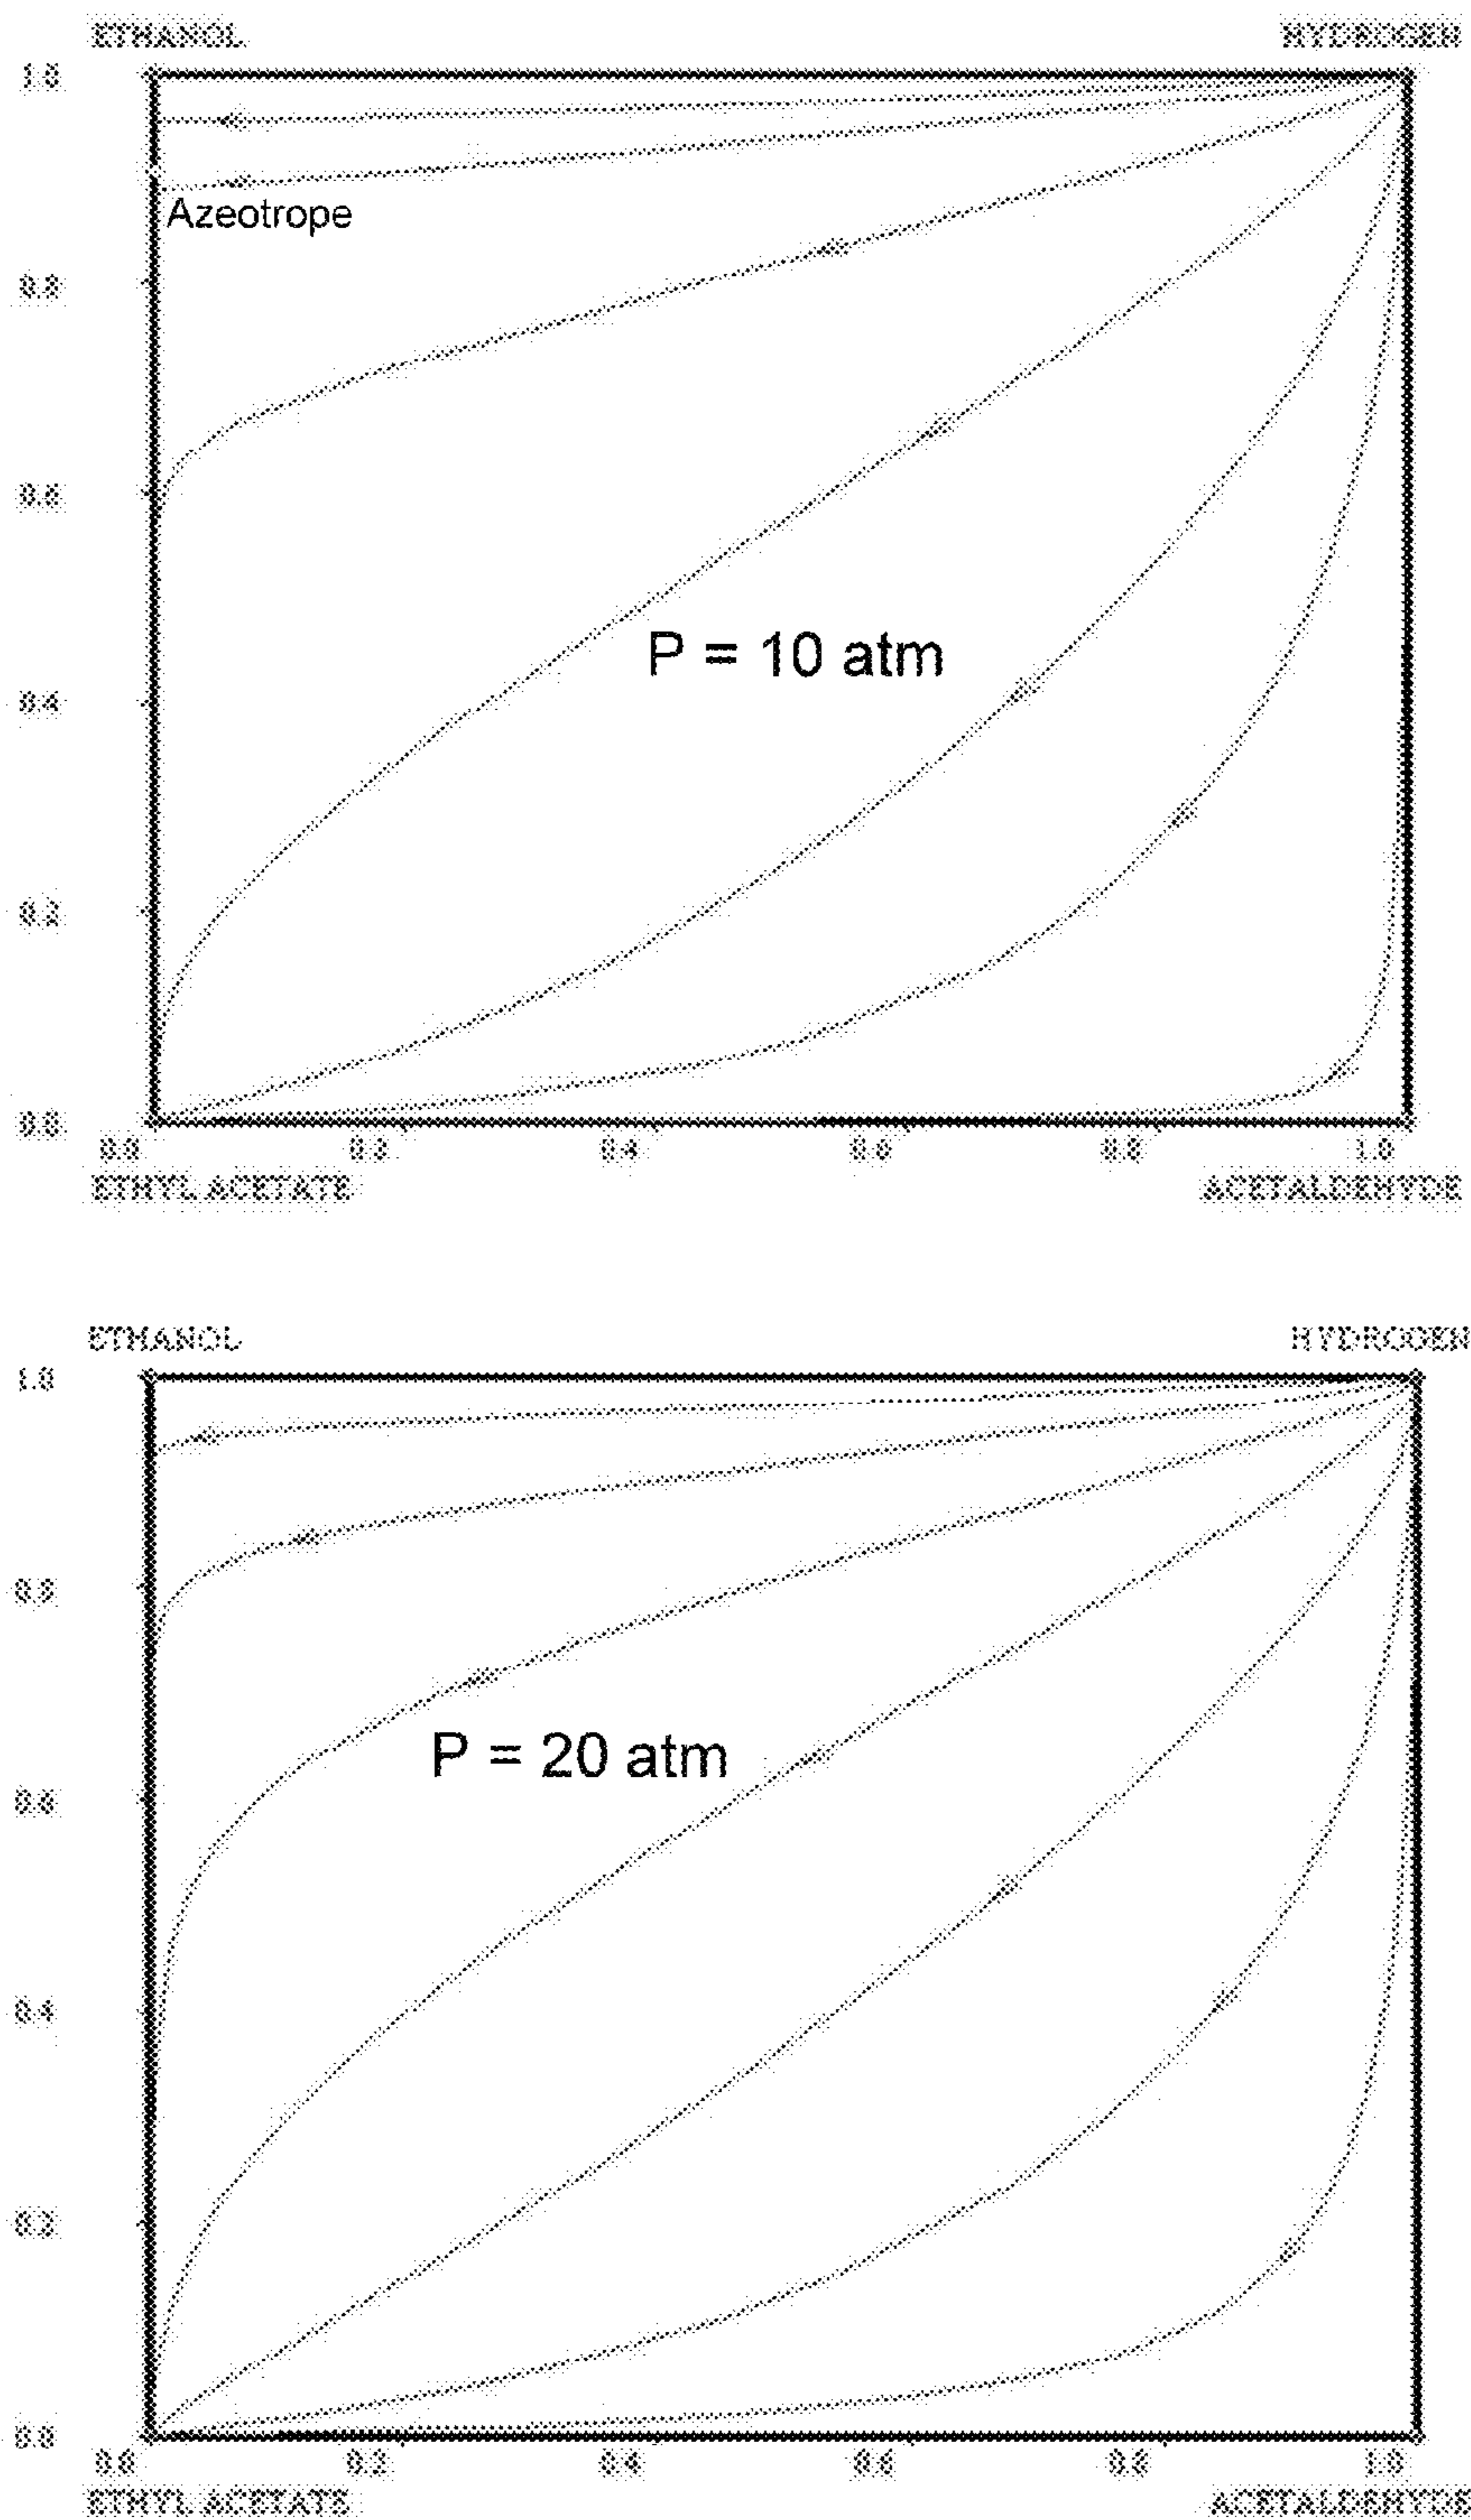 ETHANOL HYDROGEN
1.0
Azeotrope
0.8
0.6
P = 10 atm
0.4
0.2
0.0
0.0 0.2 0.4 0.6 0.8 1.0
ETHYL ACETATE ACETALDEHYDE
ETHANOL HYDROGEN
1.0
0.8
P = 20 atm
0.6
0.4
0.2
0.0
0.0 0.2 0.4 0.6 0.8 1.0
ETHYL ACETATE ACETALDEHYDE